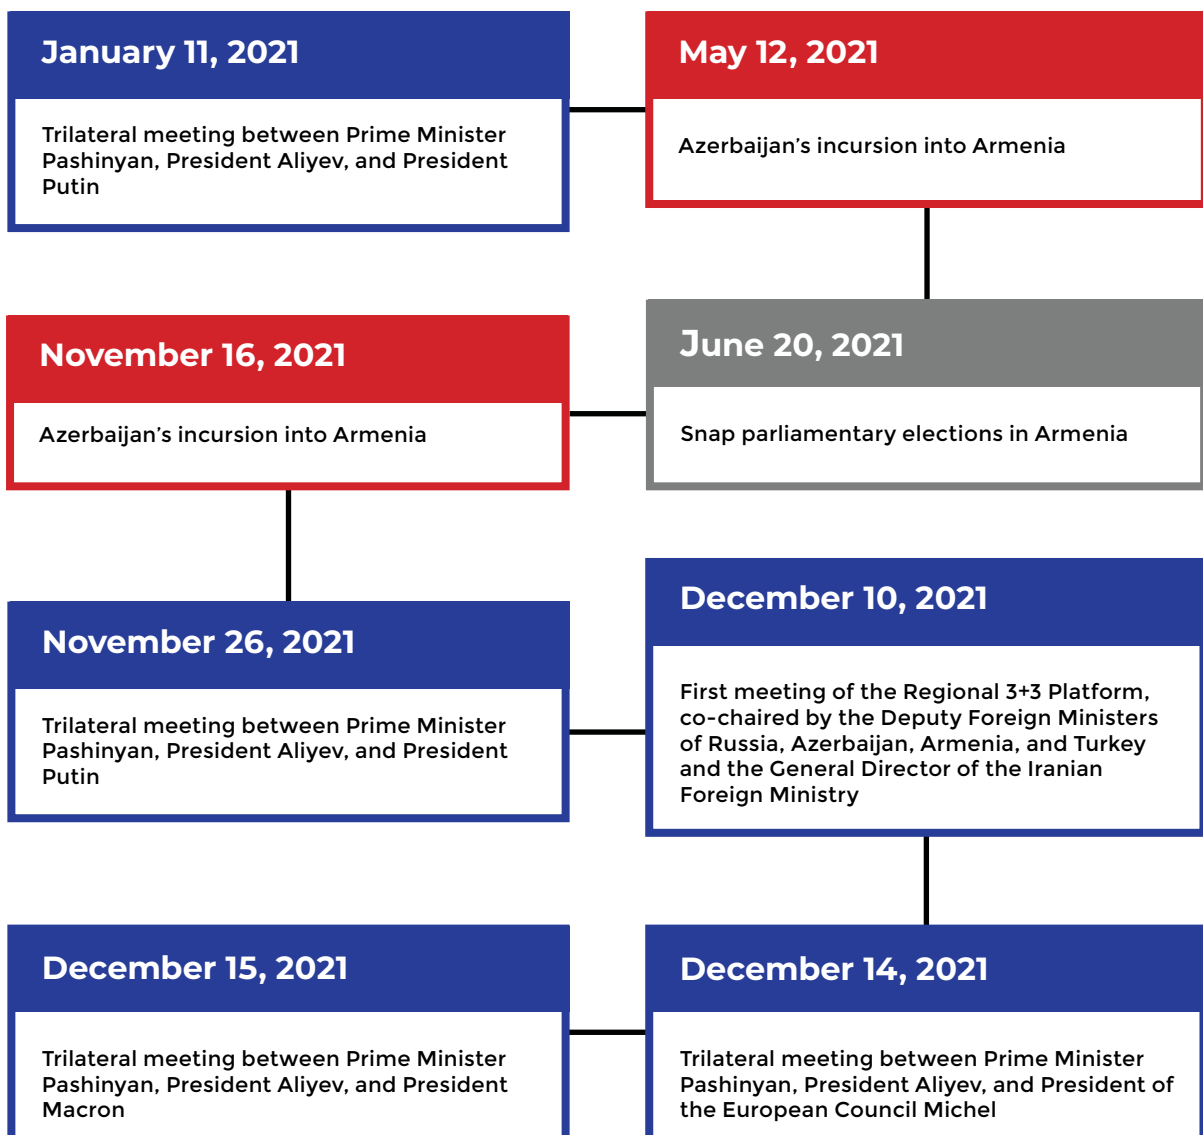 January 11, 2021
Trilateral meeting between Prime Minister
Pashinyan, President Aliyev, and President
Putin
May 12, 2021
Azerbaijan’s incursion into Armenia
June 20, 2021
Snap parliamentary elections in Armenia
November 16, 2021
Azerbaijan’s incursion into Armenia
November 26, 2021
Trilateral meeting between Prime Minister
Pashinyan, President Aliyev, and President
Putin
December 10, 2021
First meeting of the Regional 3+3 Platform,
co-chaired by the Deputy Foreign Ministers
of Russia, Azerbaijan, Armenia, and Turkey
and the General Director of the Iranian
Foreign Ministry
December 14, 2021
Trilateral meeting between Prime Minister
Pashinyan, President Aliyev, and President of
the European Council Michel
December 15, 2021
Trilateral meeting between Prime Minister
Pashinyan, President Aliyev, and President
Macron